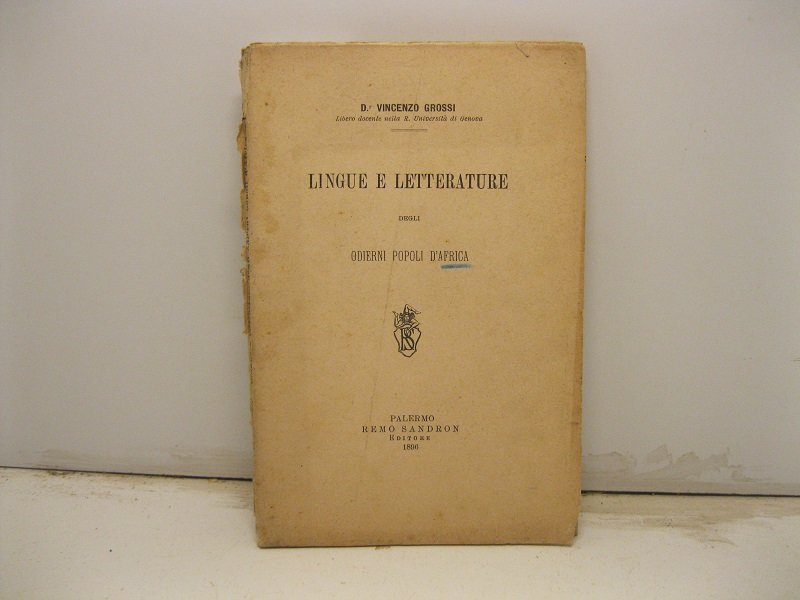 D.r VINCENZO GROSSI
Libero docente nella R. Università di Genova
LINGUE E LETTERATURE
DEGLI
ODIERNI POPOLI D'AFRICA
RS
PALERMO
REMO SANDRON
EDITORE
1896